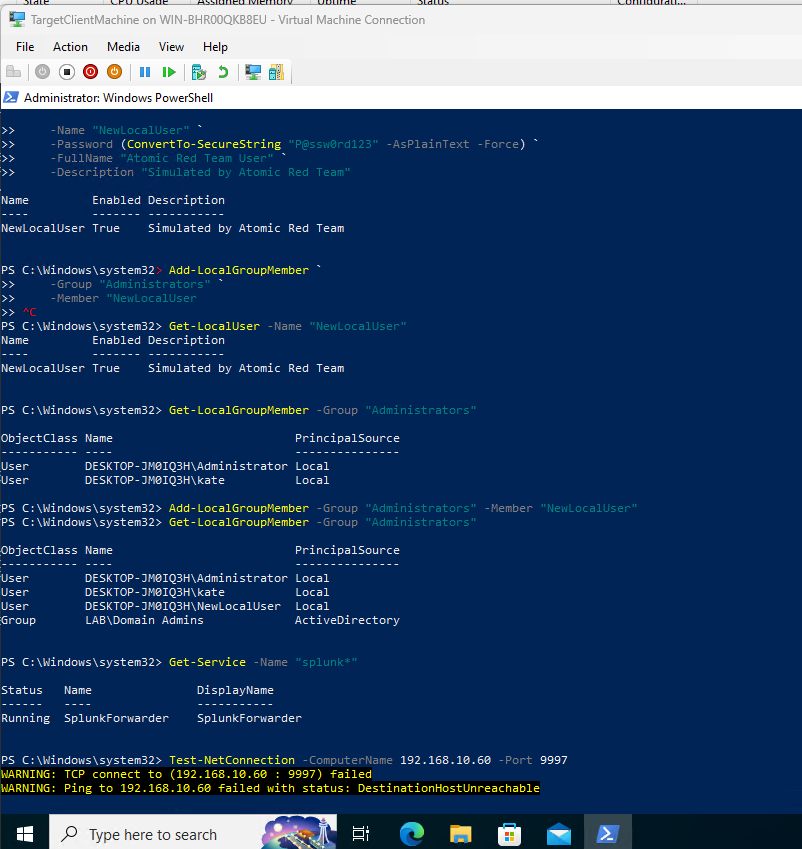 State CPU Usage Assigned Memory Uptime Status Configurati...
TargetClientMachine on WIN-BHR00QKB8EU - Virtual Machine Connection
File Action Media View Help
Administrator: Windows PowerShell
>> -Name "NewLocalUser" `
>> -Password (ConvertTo-SecureString "P@ssw0rd123" -AsPlainText -Force) `
>> -FullName "Atomic Red Team User" `
>> -Description "Simulated by Atomic Red Team"
Name Enabled Description
---- ------- -----------
NewLocalUser True Simulated by Atomic Red Team
PS C:\Windows\system32> Add-LocalGroupMember `
>> -Group "Administrators" `
>> -Member "NewLocalUser
>> ^C
PS C:\Windows\system32> Get-LocalUser -Name "NewLocalUser"
Name Enabled Description
---- ------- -----------
NewLocalUser True Simulated by Atomic Red Team
PS C:\Windows\system32> Get-LocalGroupMember -Group "Administrators"
ObjectClass Name PrincipalSource
----------- ---- ---------------
User DESKTOP-JM0IQ3H\Administrator Local
User DESKTOP-JM0IQ3H\kate Local
PS C:\Windows\system32> Add-LocalGroupMember -Group "Administrators" -Member "NewLocalUser"
PS C:\Windows\system32> Get-LocalGroupMember -Group "Administrators"
ObjectClass Name PrincipalSource
----------- ---- ---------------
User DESKTOP-JM0IQ3H\Administrator Local
User DESKTOP-JM0IQ3H\kate Local
User DESKTOP-JM0IQ3H\NewLocalUser Local
Group LAB\Domain Admins ActiveDirectory
PS C:\Windows\system32> Get-Service -Name "splunk*"
Status Name DisplayName
------ ---- -----------
Running SplunkForwarder SplunkForwarder
PS C:\Windows\system32> Test-NetConnection -ComputerName 192.168.10.60 -Port 9997
WARNING: TCP connect to (192.168.10.60 : 9997) failed
WARNING: Ping to 192.168.10.60 failed with status: DestinationHostUnreachable
Type here to search